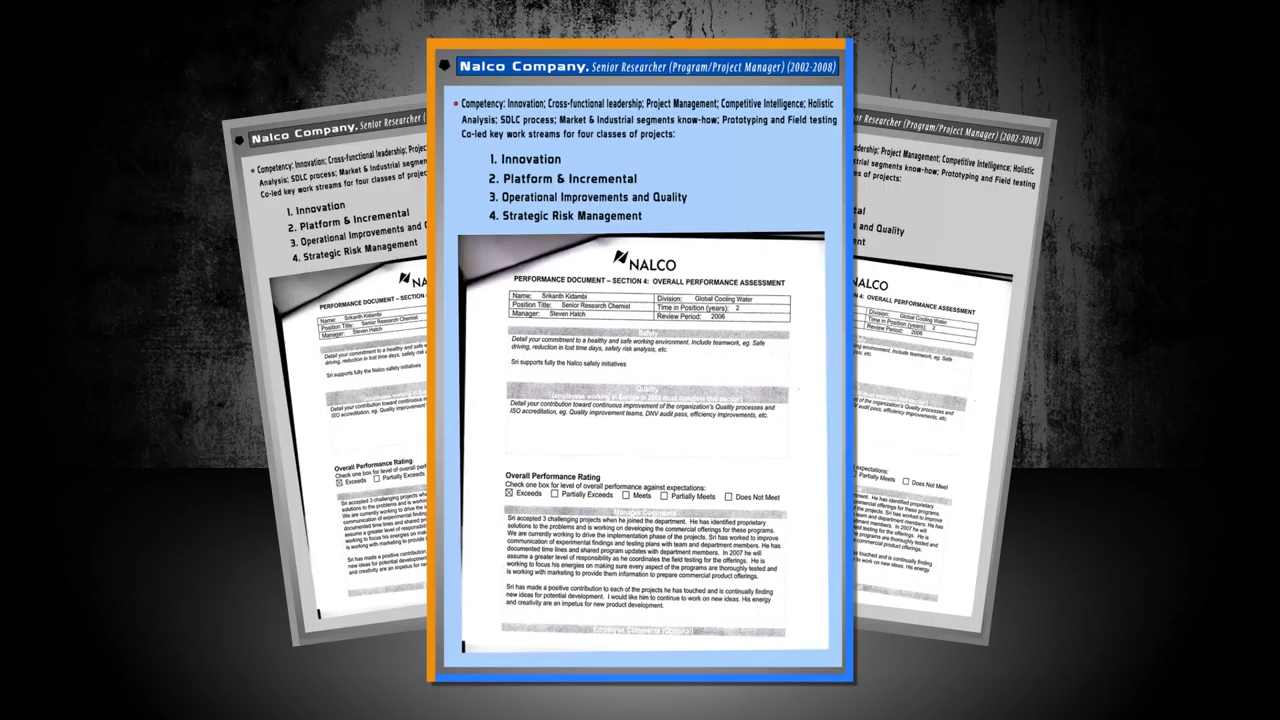 Nalco Company, Senior Researcher (Program/Project Manager) (2002-2008)
Competency: Innovation; Cross-functional leadership; Project Management; Competitive Intelligence; Holistic
Analysis; SDLC process; Market & Industrial segments know-how; Prototyping and Field testing
Co-led key work streams for four classes of projects:
1. Innovation
2. Platform & Incremental
3. Operational Improvements and Quality
4. Strategic Risk Management
NALCO
PERFORMANCE DOCUMENT – SECTION 4: OVERALL PERFORMANCE ASSESSMENT
Name: Srikanth Kidambi Division: Global Cooling Water
Position Title: Senior Research Chemist Time in Position (years): 2
Manager: Steven Hatch Review Period: 2006
Safety
Detail your commitment to a healthy and safe working environment. Include teamwork, eg. Safe
driving, reduction in lost time days, safety risk analysis, etc.
Sri supports fully the Nalco safety initiatives
Quality
(employees working in Europe in 2005 must complete that section)
Detail your contribution toward continuous improvement of the organization's Quality processes and
ISO accreditation, eg. Quality improvement teams, DNV audit pass, efficiency improvements, etc.
Overall Performance Rating
Check one box for level of overall performance against expectations:
Exceeds Partially Exceeds Meets Partially Meets Does Not Meet
Manager Comments
Sri accepted 3 challenging projects when he joined the department. He has identified proprietary
solutions to the problems and is working on developing the commercial offerings for these programs.
We are currently working to drive the implementation phase of the projects. Sri has worked to improve
communication of experimental findings and testing plans with team and department members. He has
documented time lines and shared program updates with department members. In 2007 he will
assume a greater level of responsibility as he coordinates the field testing for the offerings. He is
working to focus his energies on making sure every aspect of the programs are thoroughly tested and
is working with marketing to provide them information to prepare commercial product offerings.
Sri has made a positive contribution to each of the projects he has touched and is continually finding
new ideas for potential development. I would like him to continue to work on new ideas. His energy
and creativity are an impetus for new product development.
Employee Comments (Optional)